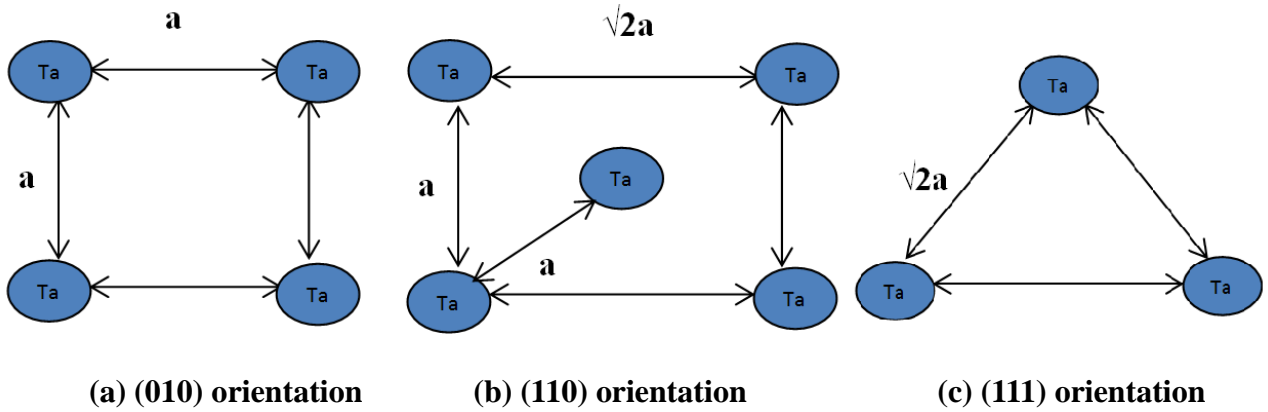 a
√2a
Ta Ta
Ta Ta
Ta
a
a
Ta
√2a
a
Ta Ta
Ta Ta
Ta Ta
(a) (010) orientation
(b) (110) orientation
(c) (111) orientation